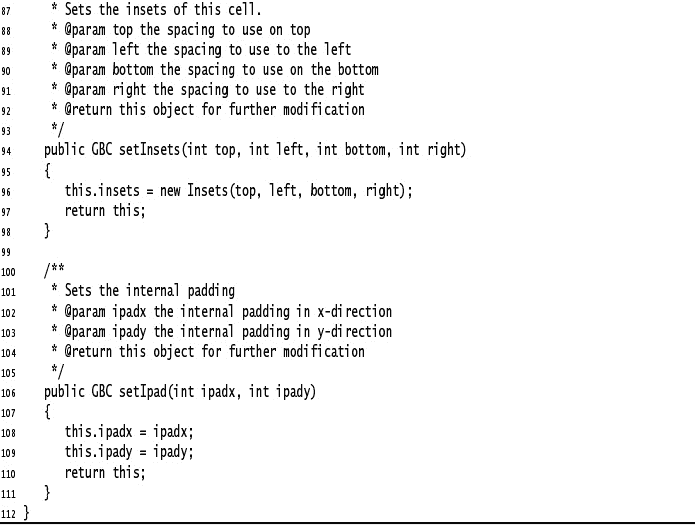 87 * Sets the insets of this cell.
88 * @param top the spacing to use on top
89 * @param left the spacing to use to the left
90 * @param bottom the spacing to use on the bottom
91 * @param right the spacing to use to the right
92 * @return this object for further modification
93 */
94 public GBC setInsets(int top, int left, int bottom, int right)
95 {
96 this.insets = new Insets(top, left, bottom, right);
97 return this;
98 }
99
100 /**
101 * Sets the internal padding
102 * @param ipadx the internal padding in x-direction
103 * @param ipady the internal padding in y-direction
104 * @return this object for further modification
105 */
106 public GBC setIpad(int ipadx, int ipady)
107 {
108 this.ipadx = ipadx;
109 this.ipady = ipady;
110 return this;
111 }
112 }